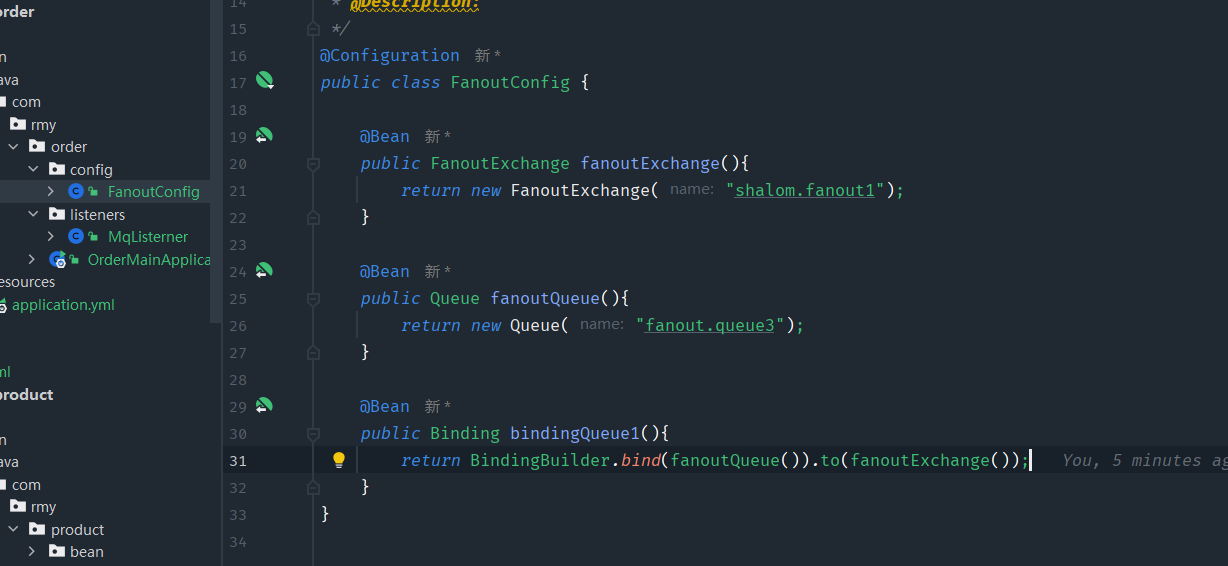 order
n
ava
com
rmy
order
config
FanoutConfig
listeners
MqListerner
OrderMainApplica
esources
application.yml
ml
product
n
ava
com
rmy
product
bean
14 * @Description:
15 */
16 @Configuration 新 *
17 public class FanoutConfig {
18
19 @Bean 新 *
20 public FanoutExchange fanoutExchange(){
21 return new FanoutExchange( name: "shalom.fanout1");
22 }
23
24 @Bean 新 *
25 public Queue fanoutQueue(){
26 return new Queue( name: "fanout.queue3");
27 }
28
29 @Bean 新 *
30 public Binding bindingQueue1(){
31 return BindingBuilder.bind(fanoutQueue()).to(fanoutExchange()); You, 5 minutes ag
32 }
33 }
34